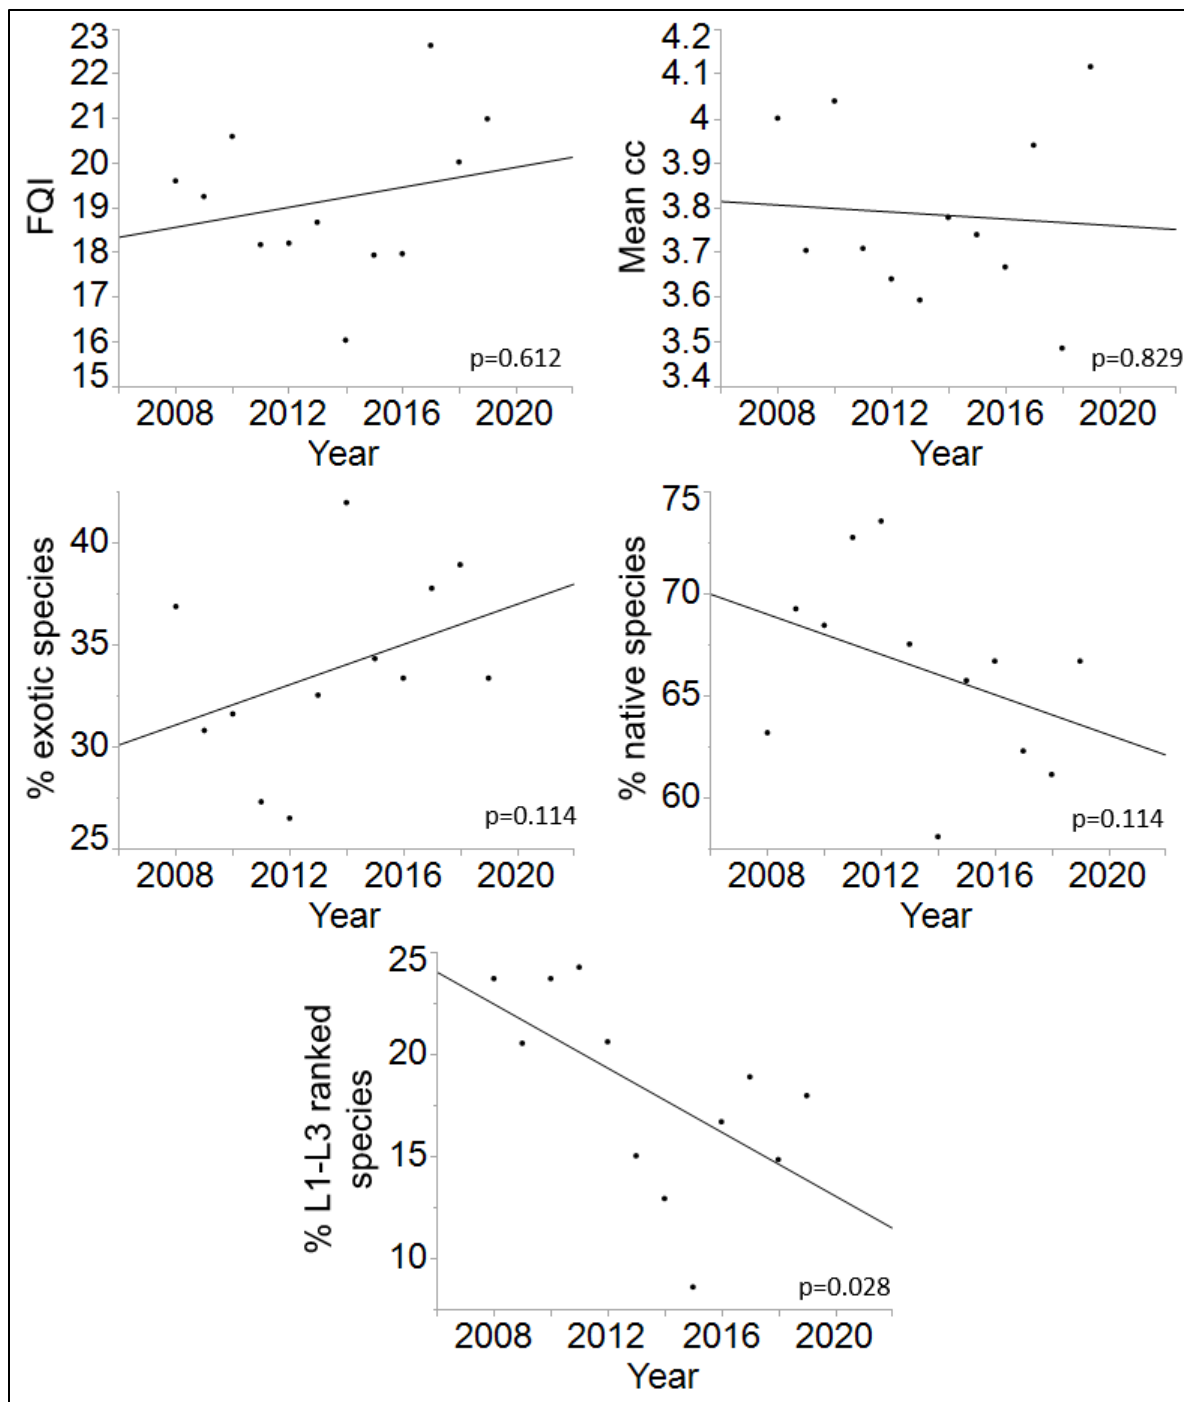 FQI
23
22
21
20
19
18
17
16
15
p=0.612
2008 2012 2016 2020
Year
Mean cc
4.2
4.1
4
3.9
3.8
3.7
3.6
3.5
3.4
p=0.829
2008 2012 2016 2020
Year
% exotic species
40
35
30
25
p=0.114
2008 2012 2016 2020
Year
% native species
75
70
65
60
p=0.114
2008 2012 2016 2020
Year
% L1-L3 ranked
species
25
20
15
10
p=0.028
2008 2012 2016 2020
Year